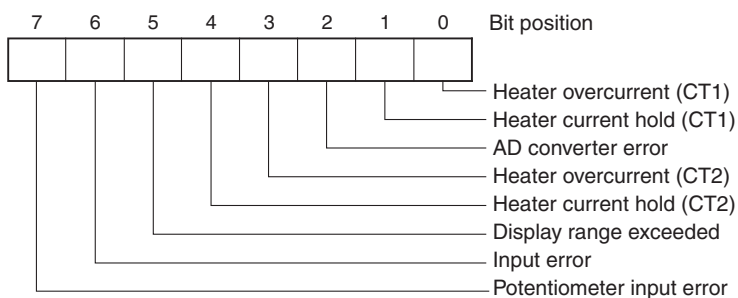 7 6 5 4 3 2 1 0 Bit position
Heater overcurrent (CT1)
Heater current hold (CT1)
AD converter error
Heater overcurrent (CT2)
Heater current hold (CT2)
Display range exceeded
Input error
Potentiometer input error